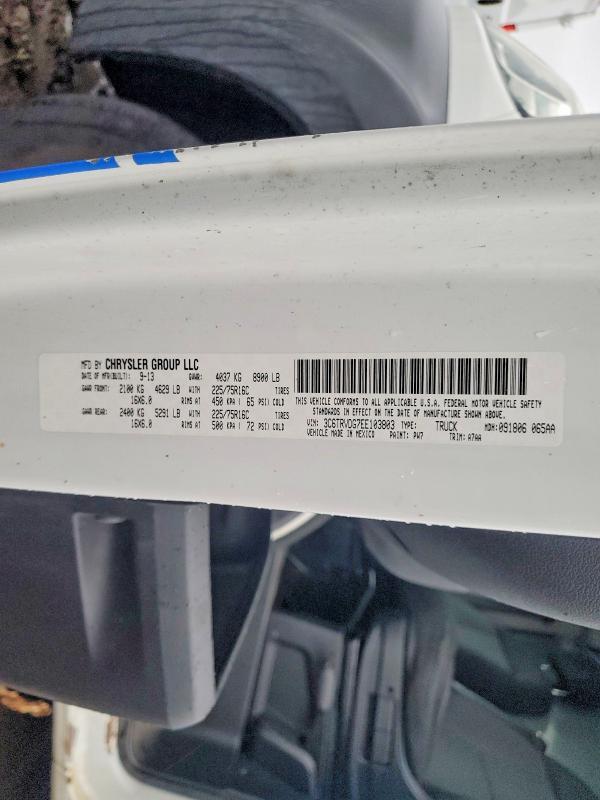 MFD BY CHRYSLER GROUP LLC
DATE OF MFR(BUILT): 9-13 GVWR: 4037 KG 8900 LB
GAWR FRONT: 2100 KG 4629 LB WITH 225/75R16C TIRES
16X6.0 RIMS AT 450 KPA ( 65 PSI) COLD
GAWR REAR: 2400 KG 5291 LB WITH 225/75R16C TIRES
16X6.0 RIMS AT 500 KPA ( 72 PSI) COLD
THIS VEHICLE CONFORMS TO ALL APPLICABLE U.S.A. FEDERAL MOTOR VEHICLE SAFETY
STANDARDS IN EFFECT ON THE DATE OF MANUFACTURE SHOWN ABOVE.
VIN: 3C6TRVDG7EE103803 TYPE: TRUCK MDH: 091806 065AA
MADE IN MEXICO PAINT: PW7 TRIM: A7AA